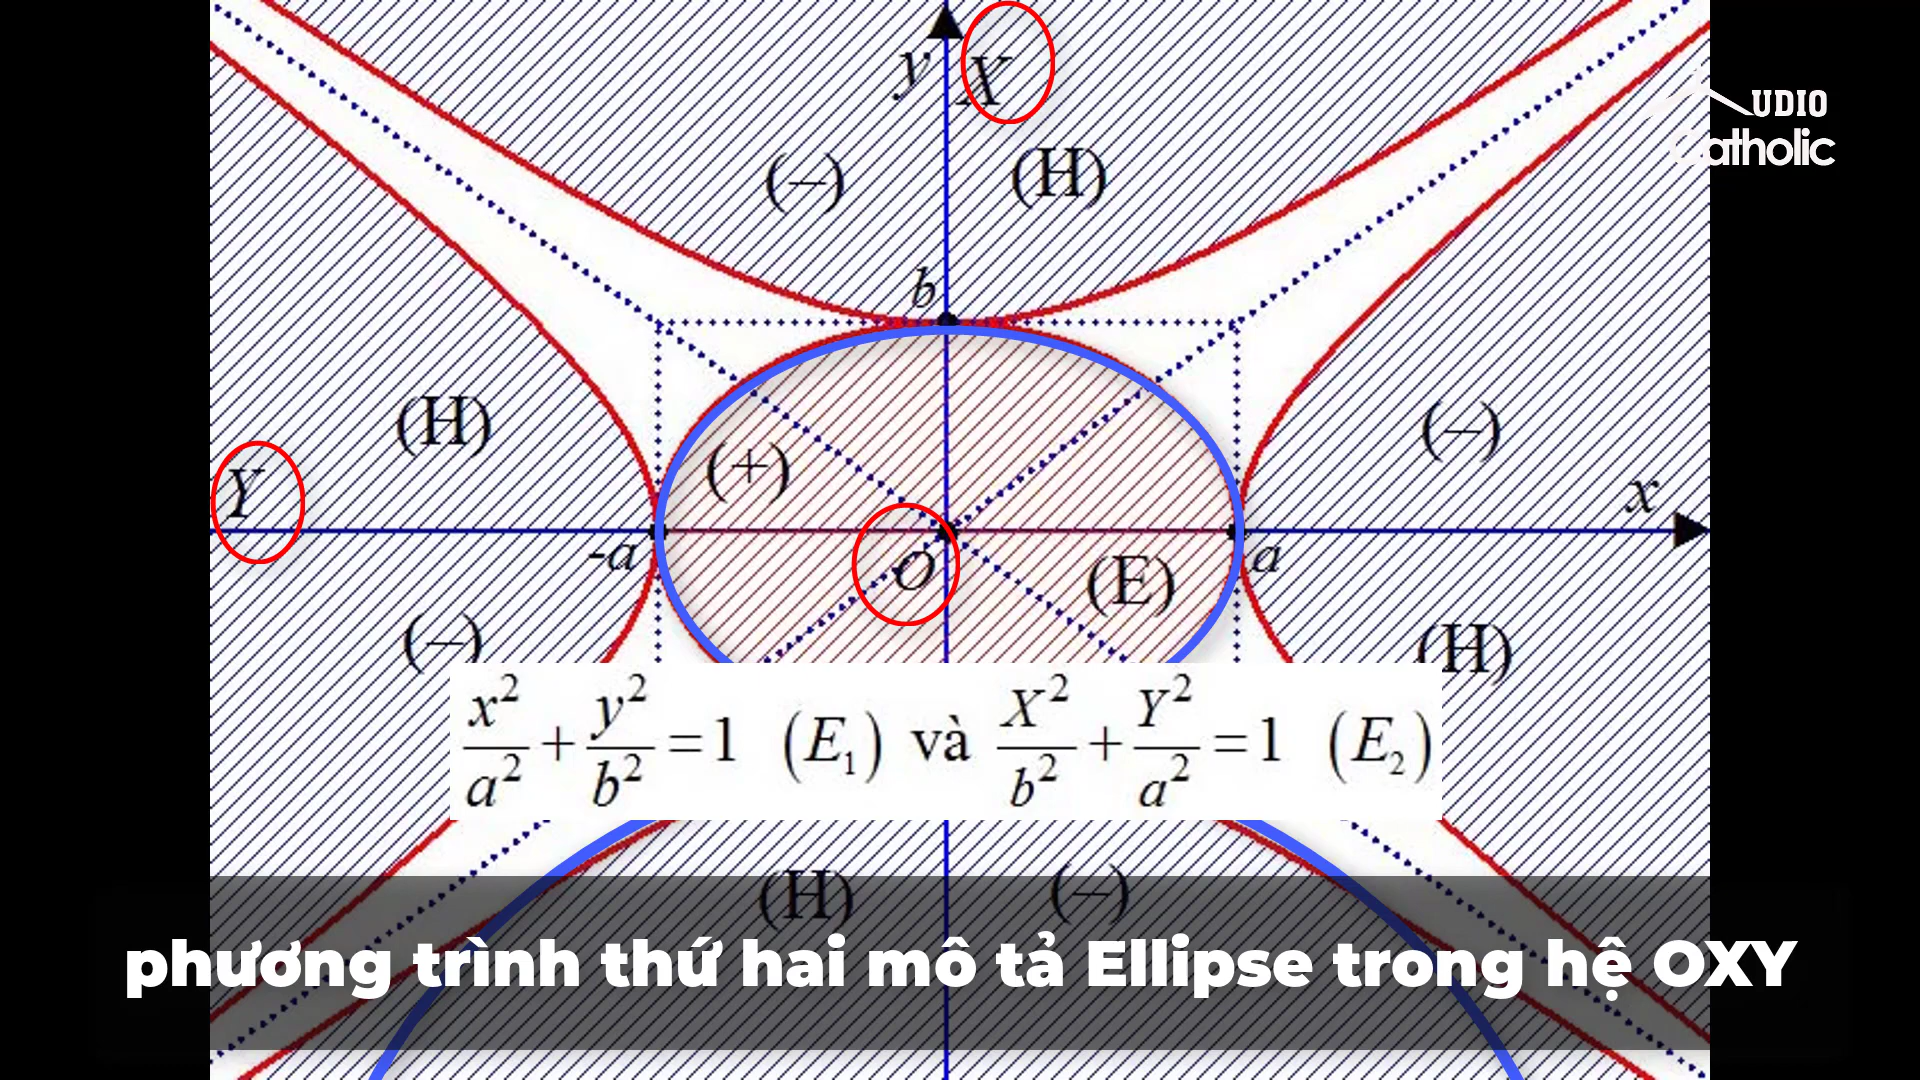 y X
UDIO
Catholic
(−) (H)
b
(H) (−)
(+)
Y x
-a O (E) a
(−) (H)
x²/a² + y²/b² = 1 (E₁) và X²/b² + Y²/a² = 1 (E₂)
(H) (−)
phương trình thứ hai mô tả Ellipse trong hệ OXY